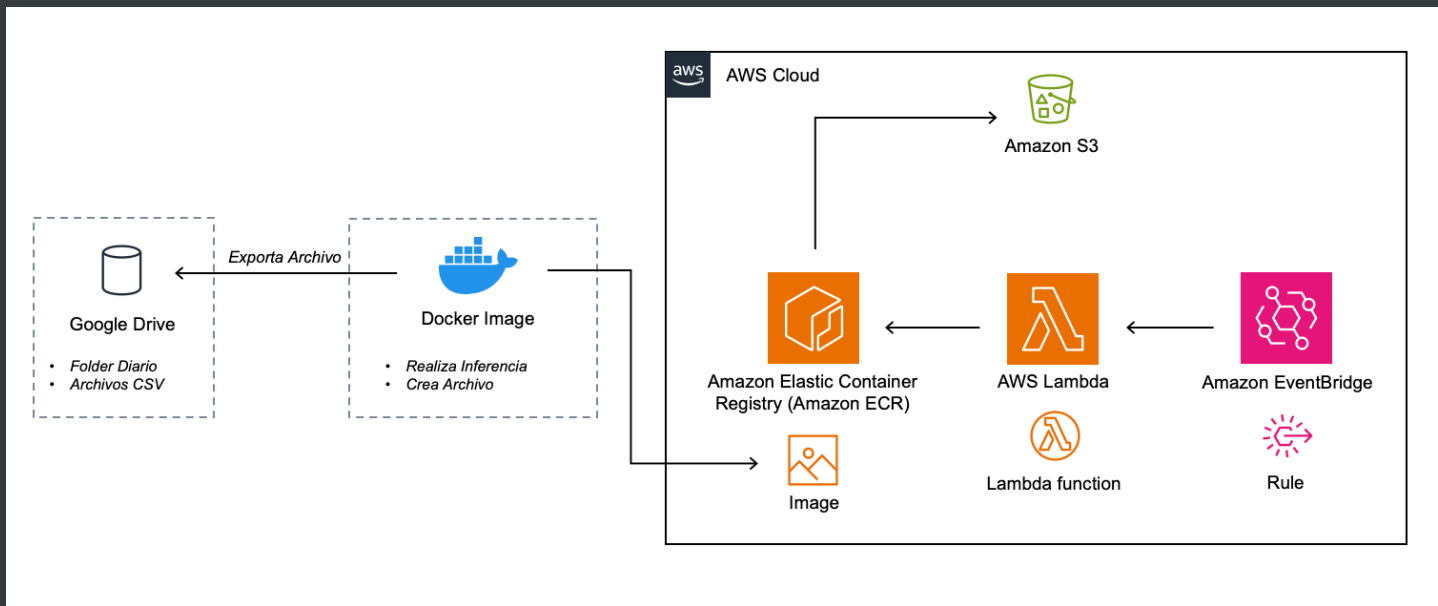 aws
AWS Cloud
Amazon S3
Exporta Archivo
Google Drive
• Folder Diario
• Archivos CSV
Docker Image
• Realiza Inferencia
• Crea Archivo
Amazon Elastic Container
Registry (Amazon ECR)
Image
AWS Lambda
Lambda function
Amazon EventBridge
Rule